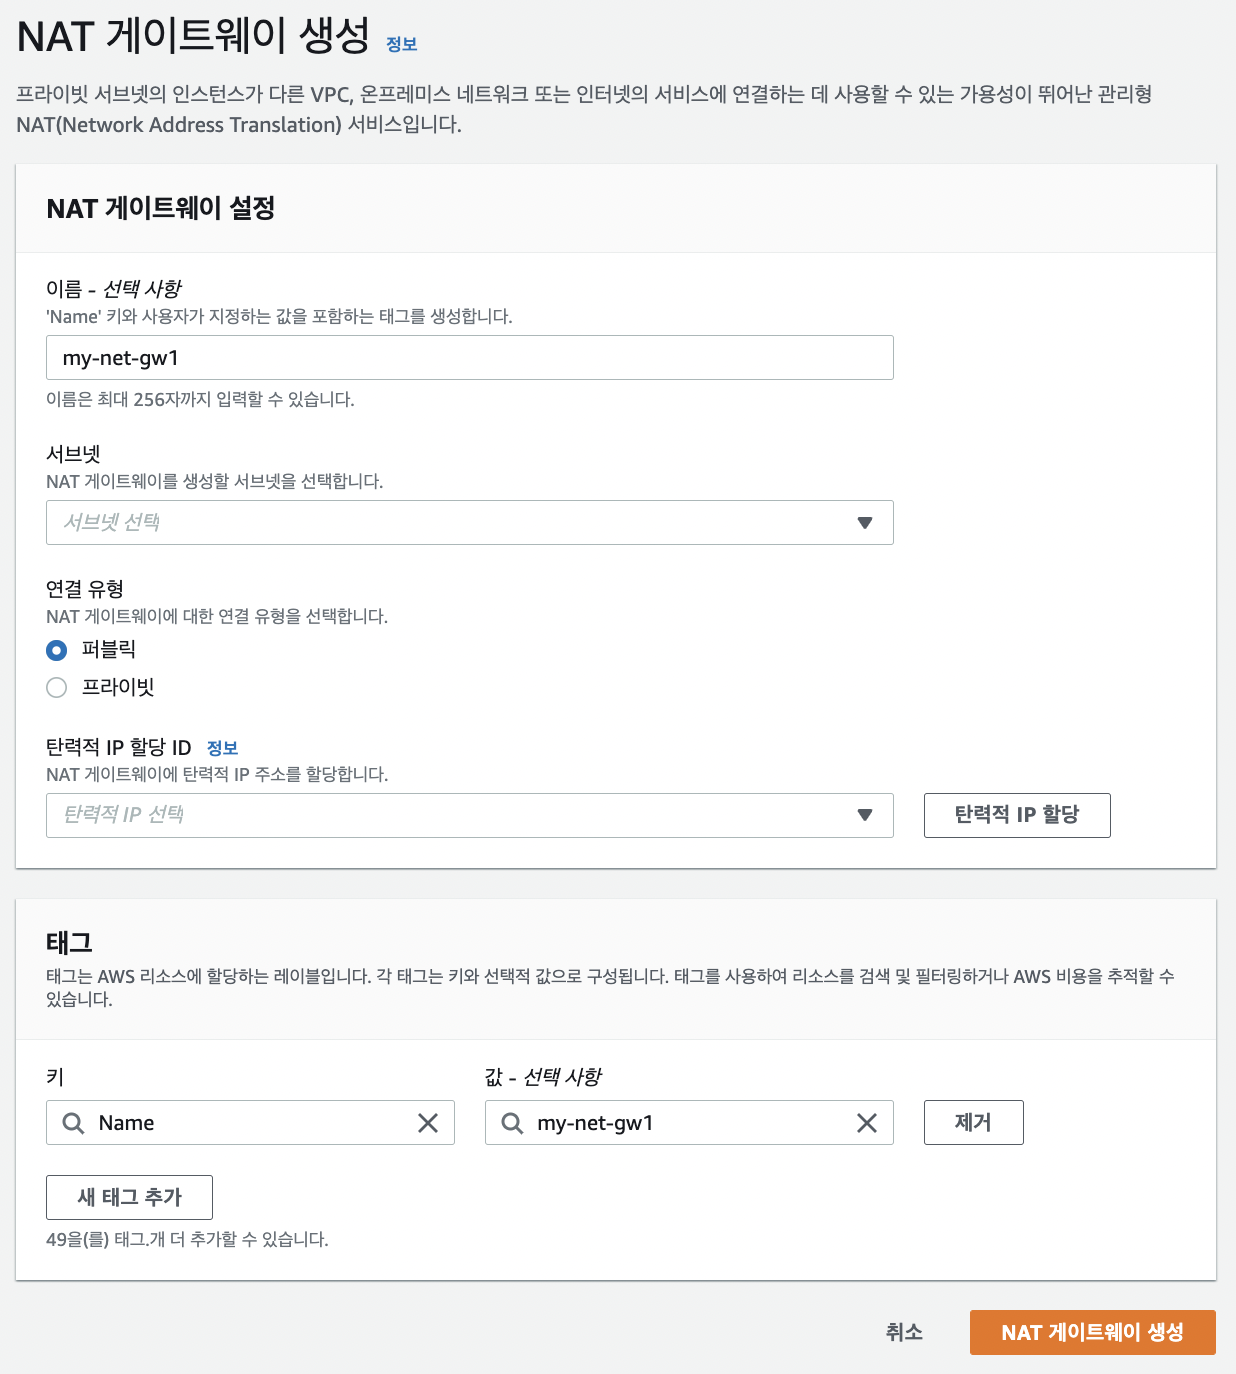 NAT 게이트웨이 생성 정보
프라이빗 서브넷의 인스턴스가 다른 VPC, 온프레미스 네트워크 또는 인터넷의 서비스에 연결하는 데 사용할 수 있는 가용성이 뛰어난 관리형
NAT(Network Address Translation) 서비스입니다.
NAT 게이트웨이 설정
이름 - 선택 사항
'Name' 키와 사용자가 지정하는 값을 포함하는 태그를 생성합니다.
my-net-gw1
이름은 최대 256자까지 입력할 수 있습니다.
서브넷
NAT 게이트웨이를 생성할 서브넷을 선택합니다.
서브넷 선택
연결 유형
NAT 게이트웨이에 대한 연결 유형을 선택합니다.
퍼블릭
프라이빗
탄력적 IP 할당 ID 정보
NAT 게이트웨이에 탄력적 IP 주소를 할당합니다.
탄력적 IP 선택 탄력적 IP 할당
태그
태그는 AWS 리소스에 할당하는 레이블입니다. 각 태그는 키와 선택적 값으로 구성됩니다. 태그를 사용하여 리소스를 검색 및 필터링하거나 AWS 비용을 추적할 수
있습니다.
키 값 - 선택 사항
Name my-net-gw1 제거
새 태그 추가
49을(를) 태그.개 더 추가할 수 있습니다.
취소 NAT 게이트웨이 생성